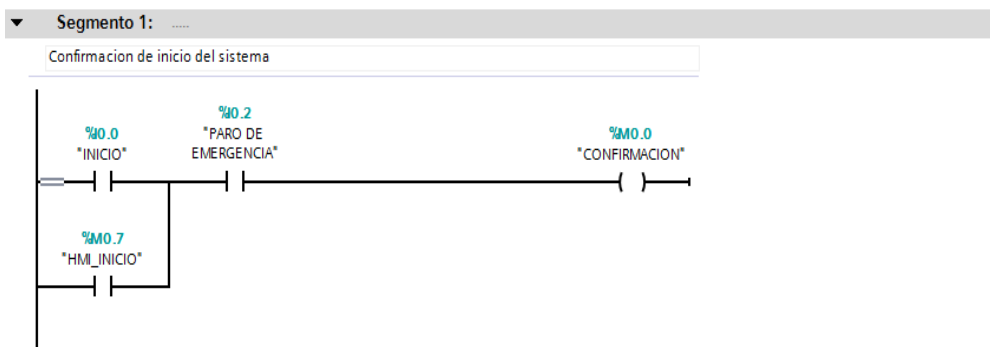 Segmento 1: .....
Confirmacion de inicio del sistema
%I0.2
%I0.0 "PARO DE %M0.0
"INICIO" EMERGENCIA" "CONFIRMACION"
%M0.7
"HMI_INICIO"